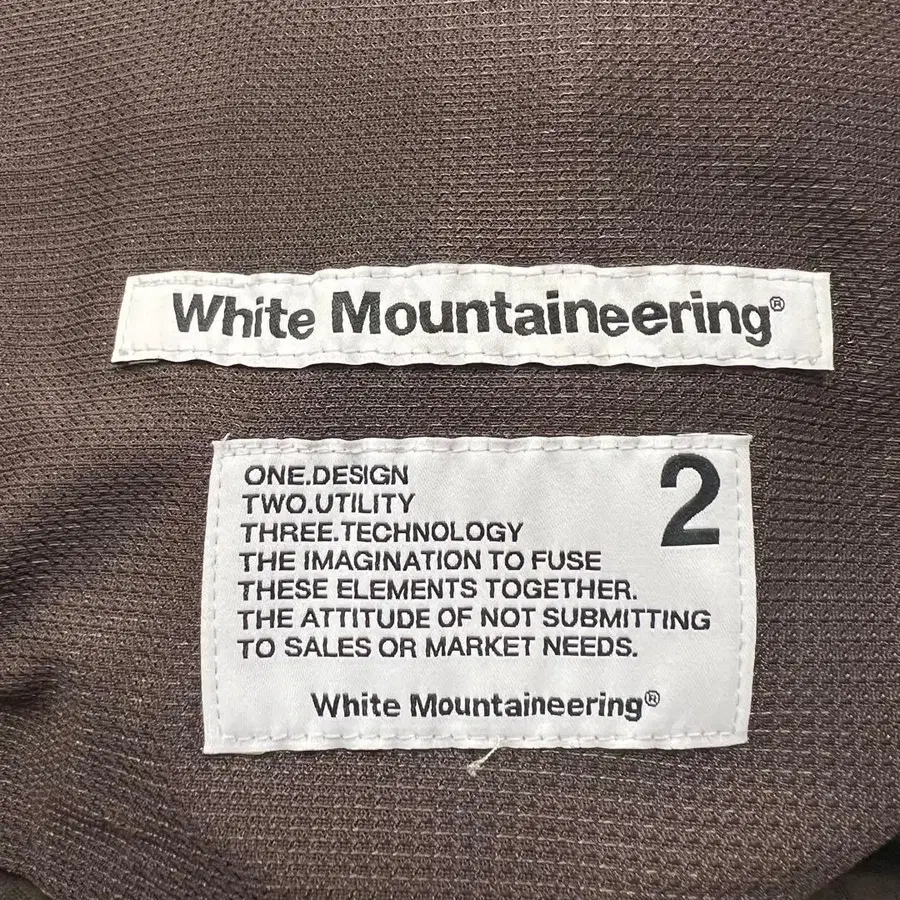 White Mountaineering®
2
ONE.DESIGN
TWO.UTILITY
THREE.TECHNOLOGY
THE IMAGINATION TO FUSE
THESE ELEMENTS TOGETHER.
THE ATTITUDE OF NOT SUBMITTING
TO SALES OR MARKET NEEDS.
White Mountaineering®